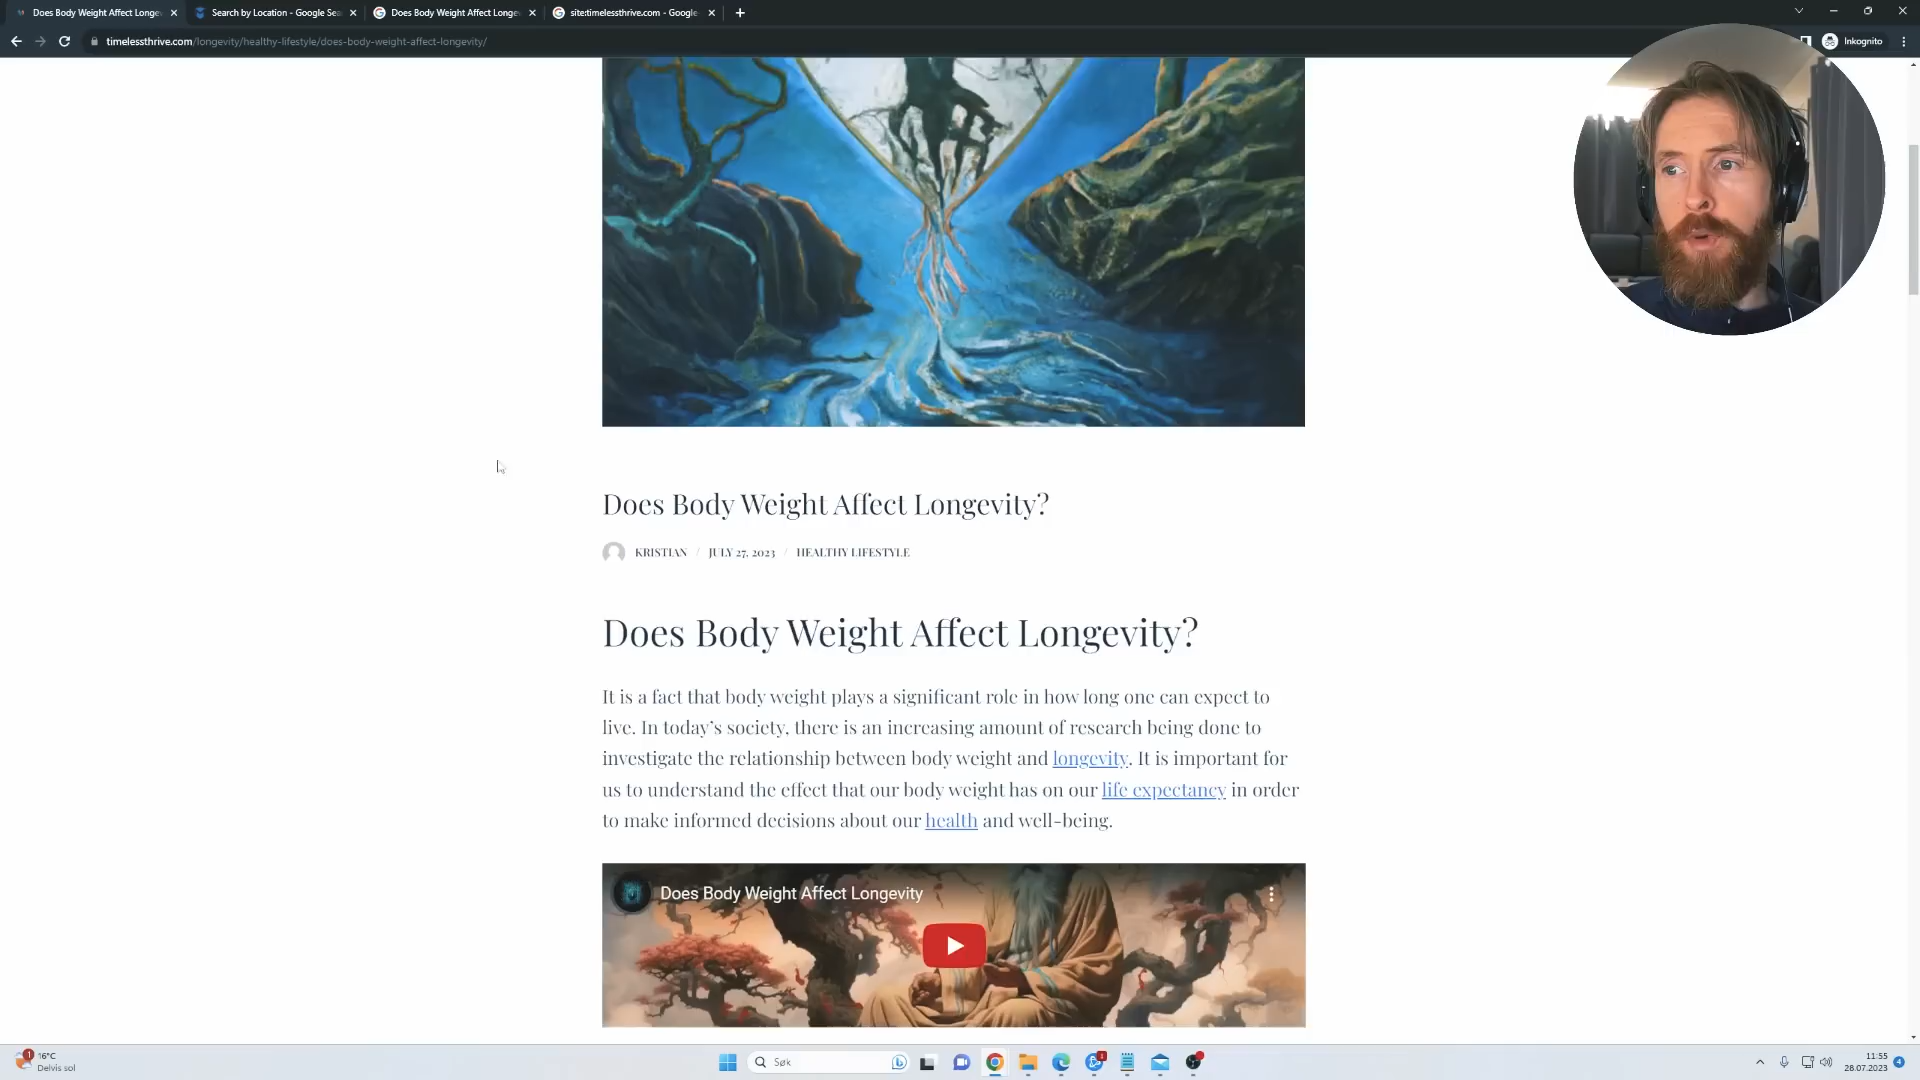 Does Body Weight Affect Longev
Search by Location - Google Sea
Does Body Weight Affect Longev
site:timelessthrive.com - Google
timelessthrive.com/longevity/healthy-lifestyle/does-body-weight-affect-longevity/
Inkognito
Does Body Weight Affect Longevity?
KRISTIAN / JULY 27, 2023 / HEALTHY LIFESTYLE
Does Body Weight Affect Longevity?
It is a fact that body weight plays a significant role in how long one can expect to
live. In today's society, there is an increasing amount of research being done to
investigate the relationship between body weight and longevity. It is important for
us to understand the effect that our body weight has on our life expectancy in order
to make informed decisions about our health and well-being.
Does Body Weight Affect Longevity
1
16°C
Delvis sol
Søk
1
11:55
28.07.2023
4